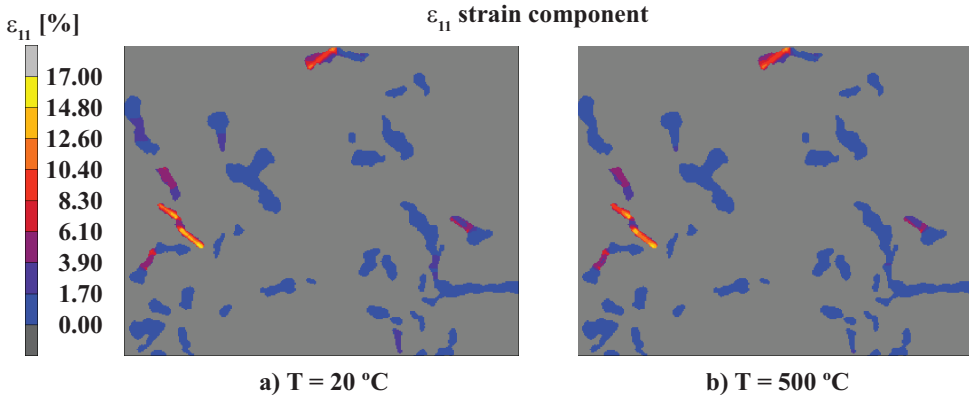 ε11 strain component
ε11 [%]
17.00
14.80
12.60
10.40
8.30
6.10
3.90
1.70
0.00
a) T = 20 ºC
b) T = 500 ºC